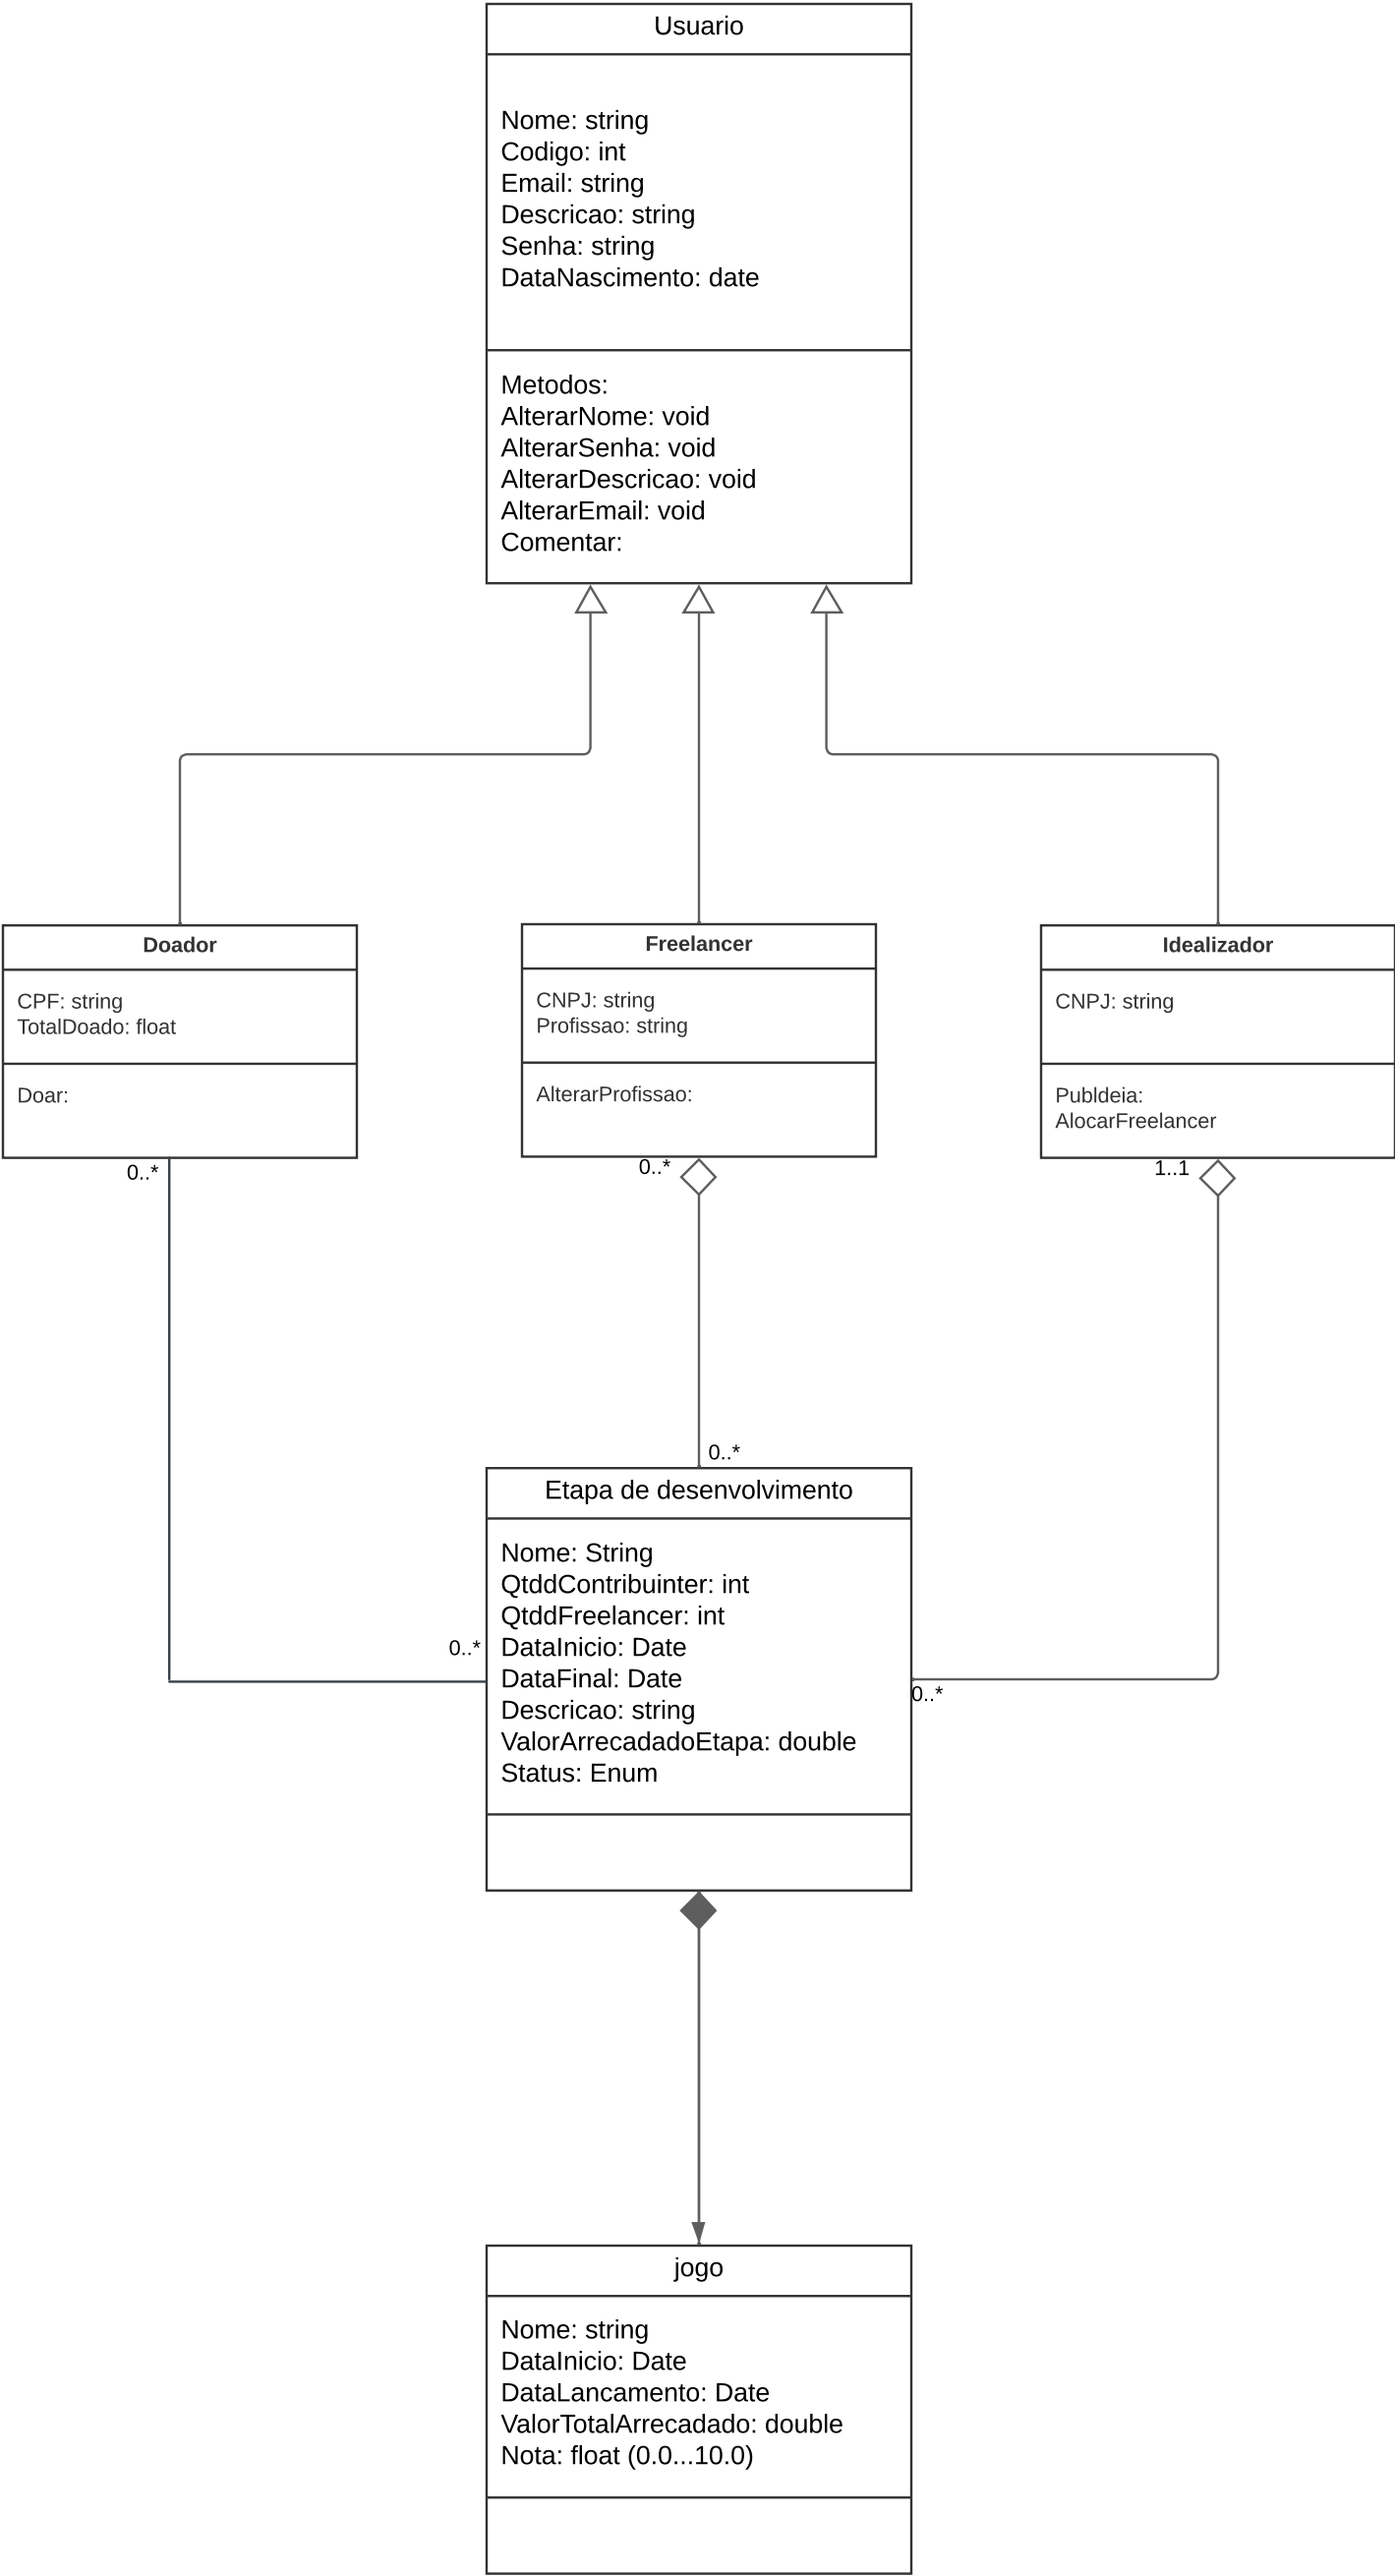 Usuario
Nome: string
Codigo: int
Email: string
Descricao: string
Senha: string
DataNascimento: date
Metodos:
AlterarNome: void
AlterarSenha: void
AlterarDescricao: void
AlterarEmail: void
Comentar:
Doador
CPF: string
TotalDoado: float
Doar:
0..*
Freelancer
CNPJ: string
Profissao: string
AlterarProfissao:
0..*
Idealizador
CNPJ: string
PubIdeia:
AlocarFreelancer
1..1
0..*
0..*
0..*
Etapa de desenvolvimento
Nome: String
QtddContribuinter: int
QtddFreelancer: int
DataInicio: Date
DataFinal: Date
Descricao: string
ValorArrecadadoEtapa: double
Status: Enum
jogo
Nome: string
DataInicio: Date
DataLancamento: Date
ValorTotalArrecadado: double
Nota: float (0.0...10.0)